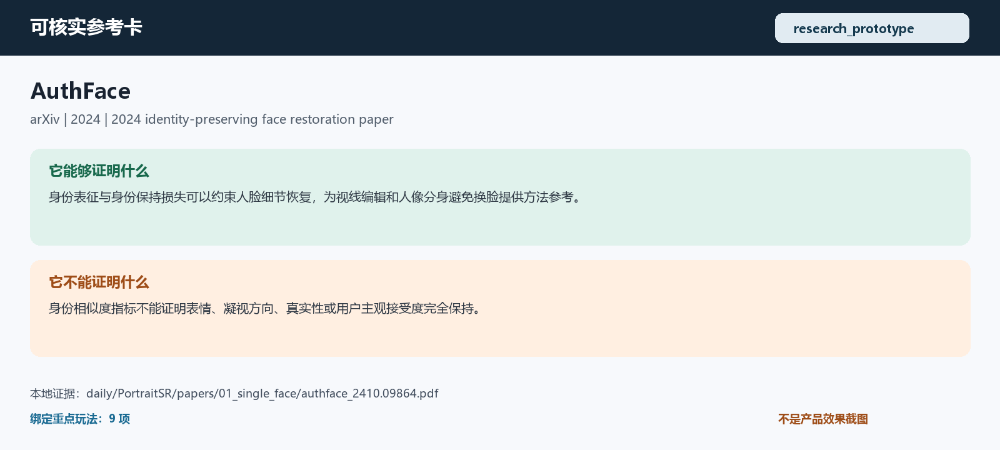 可核实参考卡
research_prototype
AuthFace
arXiv | 2024 | 2024 identity-preserving face restoration paper
它能够证明什么
身份表征与身份保持损失可以约束人脸细节恢复，为视线编辑和人像分身避免换脸提供方法参考。
它不能证明什么
身份相似度指标不能证明表情、凝视方向、真实性或用户主观接受度完全保持。
本地证据：daily/PortraitSR/papers/01_single_face/authface_2410.09864.pdf
绑定重点玩法：9 项
不是产品效果截图